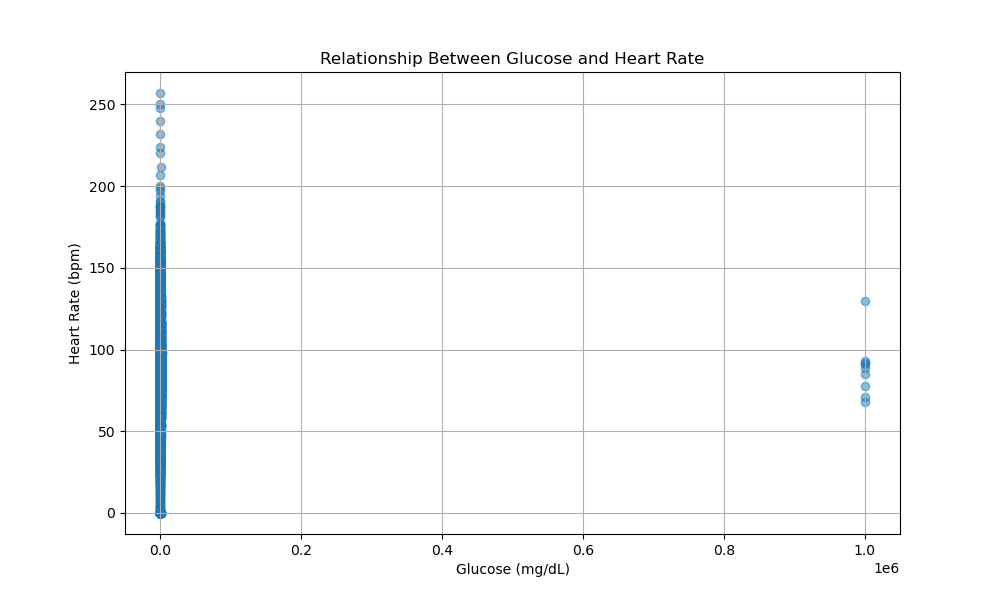 Relationship Between Glucose and Heart Rate
250
200
150
100
50
0
Heart Rate (bpm)
0.0 0.2 0.4 0.6 0.8 1.0
1e6
Glucose (mg/dL)